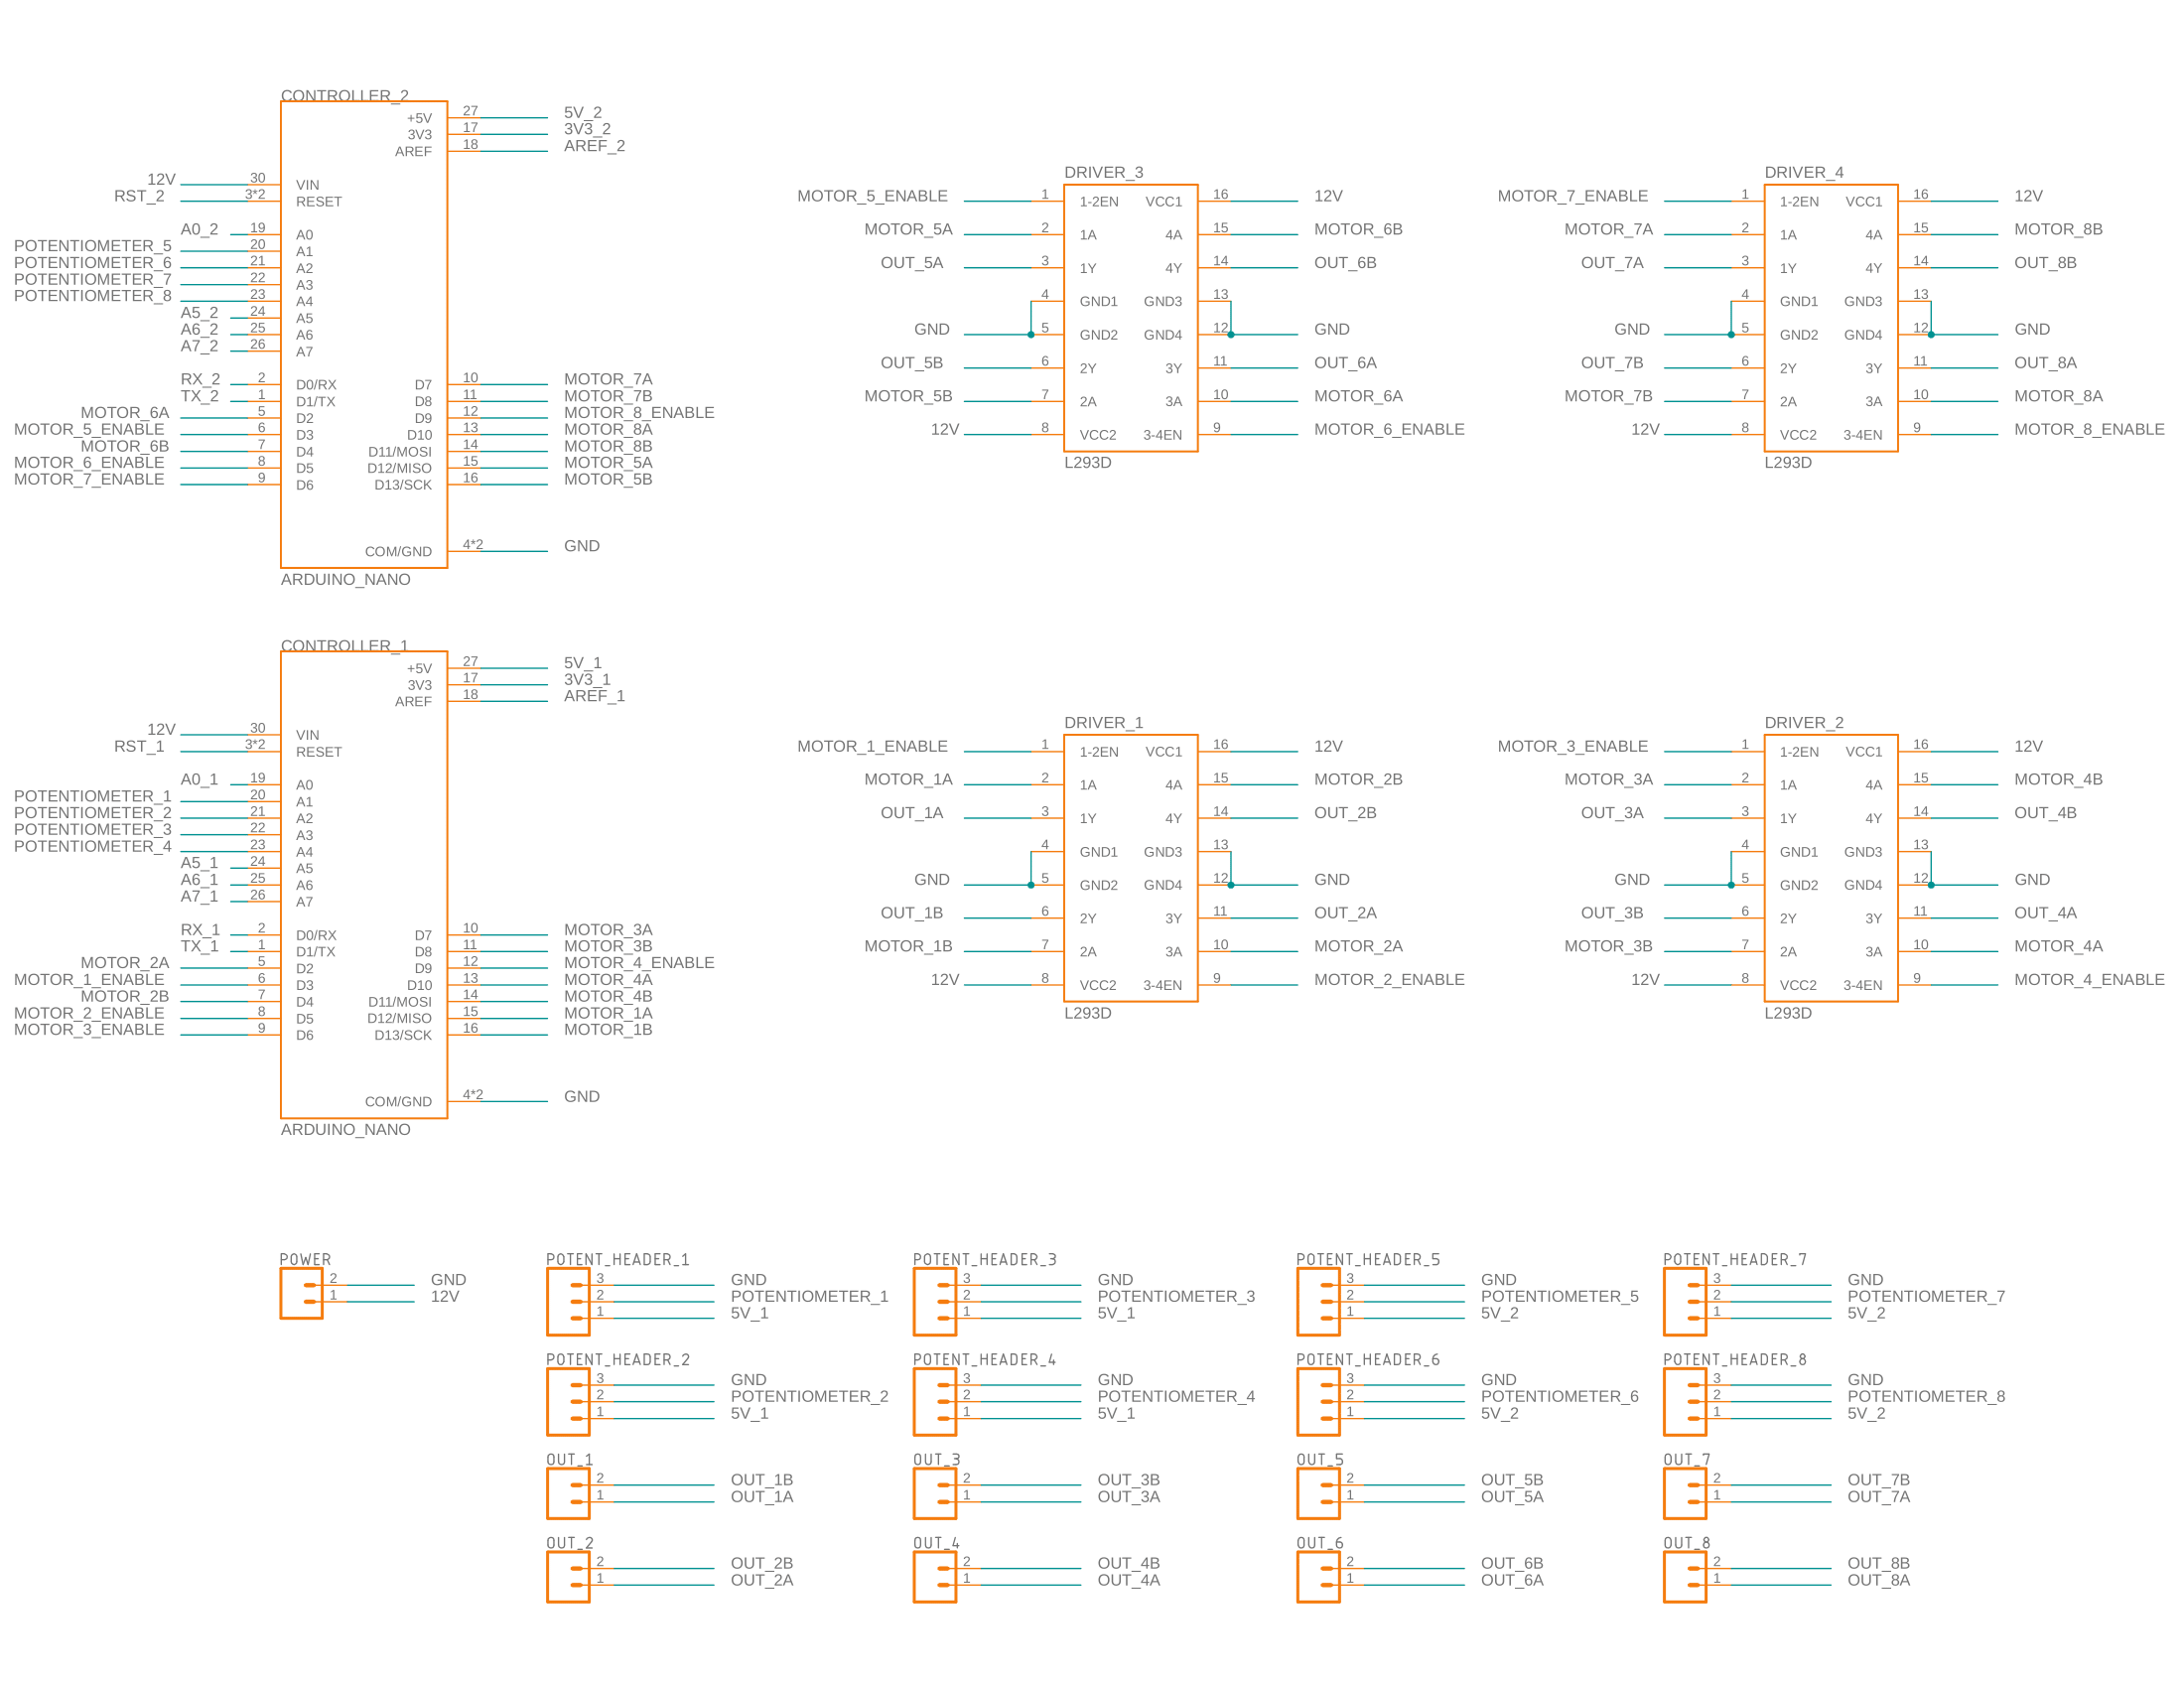 CONTROLLER_2
+5V 27 5V_2
3V3 17 3V3_2
AREF 18 AREF_2
12V 30 VIN
RST_2 3*2 RESET
A0_2 19 A0
POTENTIOMETER_5 20 A1
POTENTIOMETER_6 21 A2
POTENTIOMETER_7 22 A3
POTENTIOMETER_8 23 A4
A5_2 24 A5
A6_2 25 A6
A7_2 26 A7
RX_2 2 D0/RX D7 10 MOTOR_7A
TX_2 1 D1/TX D8 11 MOTOR_7B
MOTOR_6A 5 D2 D9 12 MOTOR_8_ENABLE
MOTOR_5_ENABLE 6 D3 D10 13 MOTOR_8A
MOTOR_6B 7 D4 D11/MOSI 14 MOTOR_8B
MOTOR_6_ENABLE 8 D5 D12/MISO 15 MOTOR_5A
MOTOR_7_ENABLE 9 D6 D13/SCK 16 MOTOR_5B
COM/GND 4*2 GND
ARDUINO_NANO
DRIVER_3
MOTOR_5_ENABLE 1 1-2EN VCC1 16 12V
MOTOR_5A 2 1A 4A 15 MOTOR_6B
OUT_5A 3 1Y 4Y 14 OUT_6B
4 GND1 GND3 13
GND 5 GND2 GND4 12 GND
OUT_5B 6 2Y 3Y 11 OUT_6A
MOTOR_5B 7 2A 3A 10 MOTOR_6A
12V 8 VCC2 3-4EN 9 MOTOR_6_ENABLE
L293D
DRIVER_4
MOTOR_7_ENABLE 1 1-2EN VCC1 16 12V
MOTOR_7A 2 1A 4A 15 MOTOR_8B
OUT_7A 3 1Y 4Y 14 OUT_8B
4 GND1 GND3 13
GND 5 GND2 GND4 12 GND
OUT_7B 6 2Y 3Y 11 OUT_8A
MOTOR_7B 7 2A 3A 10 MOTOR_8A
12V 8 VCC2 3-4EN 9 MOTOR_8_ENABLE
L293D
CONTROLLER_1
+5V 27 5V_1
3V3 17 3V3_1
AREF 18 AREF_1
12V 30 VIN
RST_1 3*2 RESET
A0_1 19 A0
POTENTIOMETER_1 20 A1
POTENTIOMETER_2 21 A2
POTENTIOMETER_3 22 A3
POTENTIOMETER_4 23 A4
A5_1 24 A5
A6_1 25 A6
A7_1 26 A7
RX_1 2 D0/RX D7 10 MOTOR_3A
TX_1 1 D1/TX D8 11 MOTOR_3B
MOTOR_2A 5 D2 D9 12 MOTOR_4_ENABLE
MOTOR_1_ENABLE 6 D3 D10 13 MOTOR_4A
MOTOR_2B 7 D4 D11/MOSI 14 MOTOR_4B
MOTOR_2_ENABLE 8 D5 D12/MISO 15 MOTOR_1A
MOTOR_3_ENABLE 9 D6 D13/SCK 16 MOTOR_1B
COM/GND 4*2 GND
ARDUINO_NANO
DRIVER_1
MOTOR_1_ENABLE 1 1-2EN VCC1 16 12V
MOTOR_1A 2 1A 4A 15 MOTOR_2B
OUT_1A 3 1Y 4Y 14 OUT_2B
4 GND1 GND3 13
GND 5 GND2 GND4 12 GND
OUT_1B 6 2Y 3Y 11 OUT_2A
MOTOR_1B 7 2A 3A 10 MOTOR_2A
12V 8 VCC2 3-4EN 9 MOTOR_2_ENABLE
L293D
DRIVER_2
MOTOR_3_ENABLE 1 1-2EN VCC1 16 12V
MOTOR_3A 2 1A 4A 15 MOTOR_4B
OUT_3A 3 1Y 4Y 14 OUT_4B
4 GND1 GND3 13
GND 5 GND2 GND4 12 GND
OUT_3B 6 2Y 3Y 11 OUT_4A
MOTOR_3B 7 2A 3A 10 MOTOR_4A
12V 8 VCC2 3-4EN 9 MOTOR_4_ENABLE
L293D
POWER
2 GND
1 12V
POTENT_HEADER_1
3 GND
2 POTENTIOMETER_1
1 5V_1
POTENT_HEADER_3
3 GND
2 POTENTIOMETER_3
1 5V_1
POTENT_HEADER_5
3 GND
2 POTENTIOMETER_5
1 5V_2
POTENT_HEADER_7
3 GND
2 POTENTIOMETER_7
1 5V_2
POTENT_HEADER_2
3 GND
2 POTENTIOMETER_2
1 5V_1
POTENT_HEADER_4
3 GND
2 POTENTIOMETER_4
1 5V_1
POTENT_HEADER_6
3 GND
2 POTENTIOMETER_6
1 5V_2
POTENT_HEADER_8
3 GND
2 POTENTIOMETER_8
1 5V_2
OUT_1
2 OUT_1B
1 OUT_1A
OUT_3
2 OUT_3B
1 OUT_3A
OUT_5
2 OUT_5B
1 OUT_5A
OUT_7
2 OUT_7B
1 OUT_7A
OUT_2
2 OUT_2B
1 OUT_2A
OUT_4
2 OUT_4B
1 OUT_4A
OUT_6
2 OUT_6B
1 OUT_6A
OUT_8
2 OUT_8B
1 OUT_8A